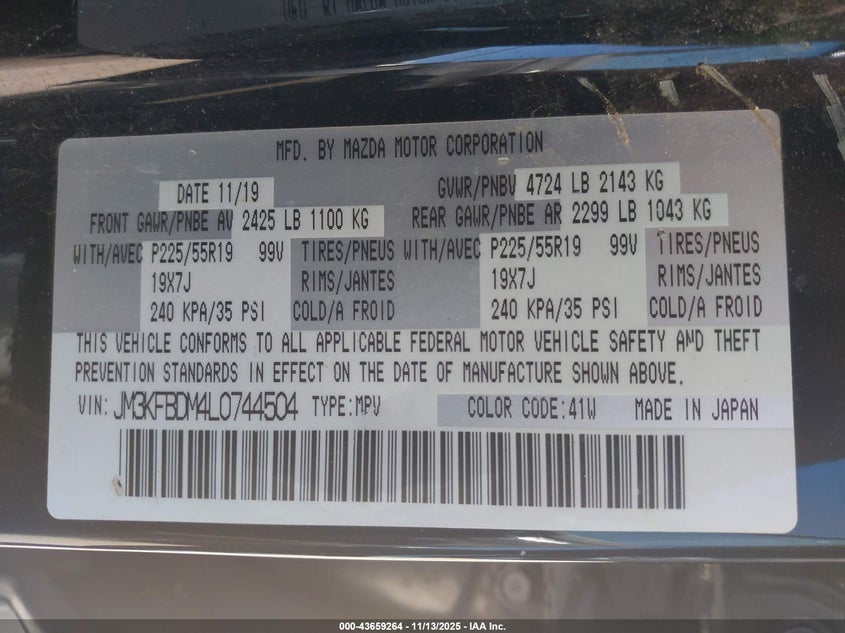 MFD. BY MAZDA MOTOR CORPORATION
DATE 11/19 GVWR/PNBV 4724 LB 2143 KG
FRONT GAWR/PNBE AV 2425 LB 1100 KG REAR GAWR/PNBE AR 2299 LB 1043 KG
WITH/AVEC P225/55R19 99V TIRES/PNEUS WITH/AVEC P225/55R19 99V TIRES/PNEUS
19X7J RIMS/JANTES 19X7J RIMS/JANTES
240 KPA/35 PSI COLD/A FROID 240 KPA/35 PSI COLD/A FROID
THIS VEHICLE CONFORMS TO ALL APPLICABLE FEDERAL MOTOR VEHICLE SAFETY AND THEFT
PREVENTION STANDARDS IN EFFECT ON THE DATE OF MANUFACTURE SHOWN ABOVE.
VIN: JM3KFBDM4L0744504 TYPE:MPV COLOR CODE:41W MADE IN JAPAN
000-43659264 - 11/13/2025 - IAA Inc.